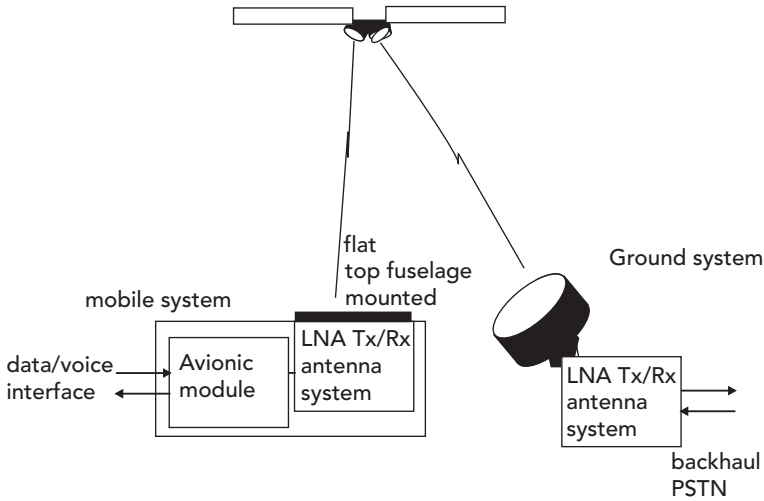 flat
top fuselage
mounted
Ground system
mobile system
data/voice
interface
Avionic
module
LNA Tx/Rx
antenna
system
LNA Tx/Rx
antenna
system
backhaul
PSTN